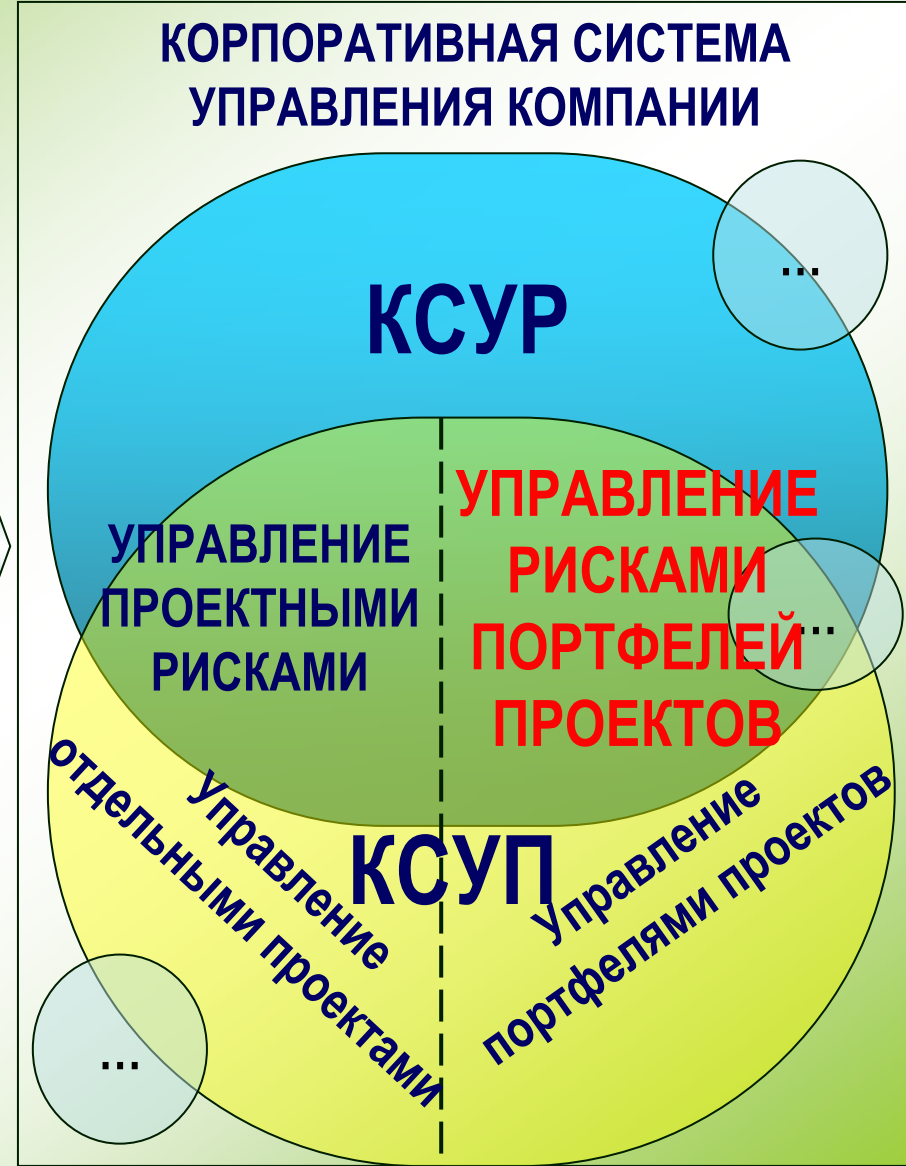 КОРПОРАТИВНАЯ СИСТЕМА
УПРАВЛЕНИЯ КОМПАНИИ
...
КСУР
УПРАВЛЕНИЕ
ПРОЕКТНЫМИ
РИСКАМИ
УПРАВЛЕНИЕ
РИСКАМИ
ПОРТФЕЛЕЙ
ПРОЕКТОВ
...
КСУП
Управление
отдельными проектами
Управление
портфелями проектов
...